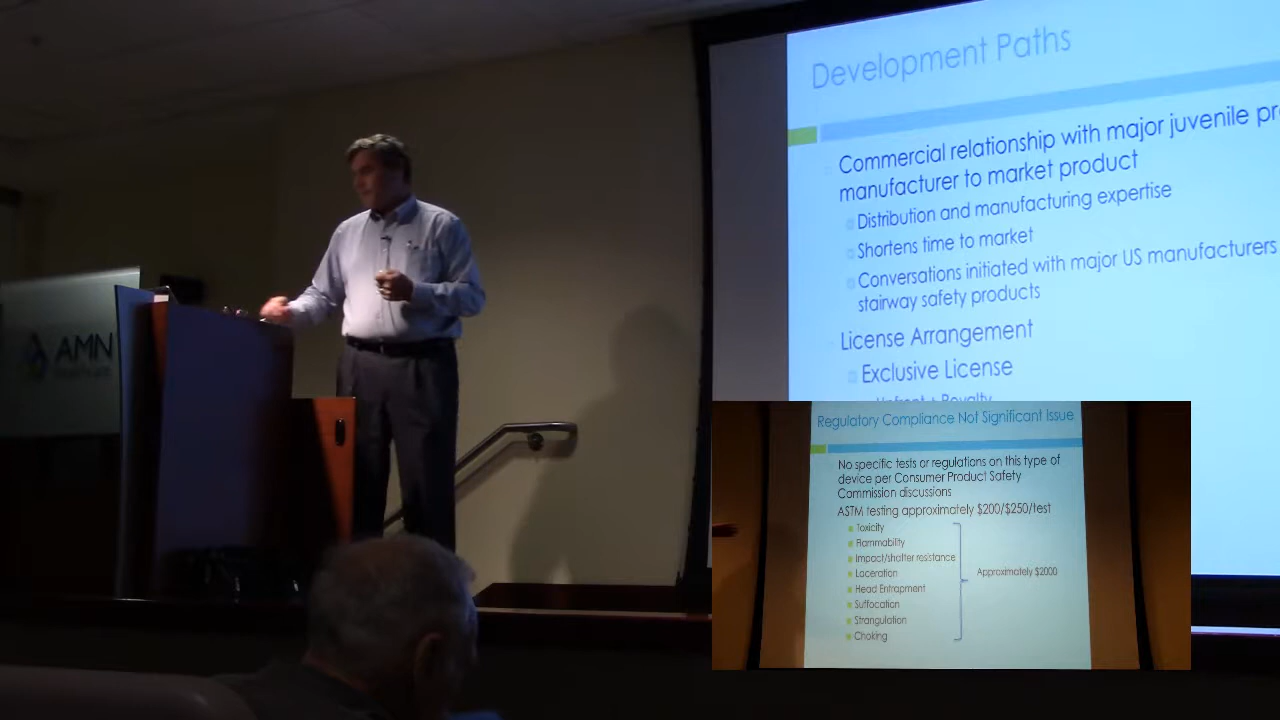 Development Paths
Commercial relationship with major juvenile
manufacturer to market product
Distribution and manufacturing expertise
Shortens time to market
Conversations initiated with major US manufacturers
stairway safety products
License Arrangement
Exclusive License
Upfront + Royalty
AMN
Regulatory Compliance Not Significant Issue
No specific tests or regulations on this type of
device per Consumer Product Safety
Commission discussions
ASTM testing approximately $200/$250/test
Toxicity
Flammability
Impact/shatter resistance
Laceration
Approximately $2000
Head Entrapment
Suffocation
Strangulation
Choking